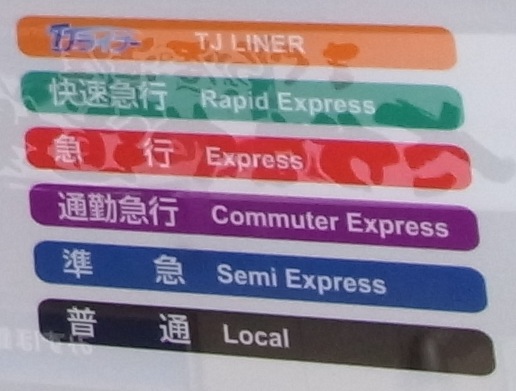 TJライナー TJ LINER
快速急行 Rapid Express
急行 Express
通勤急行 Commuter Express
準急 Semi Express
普通 Local